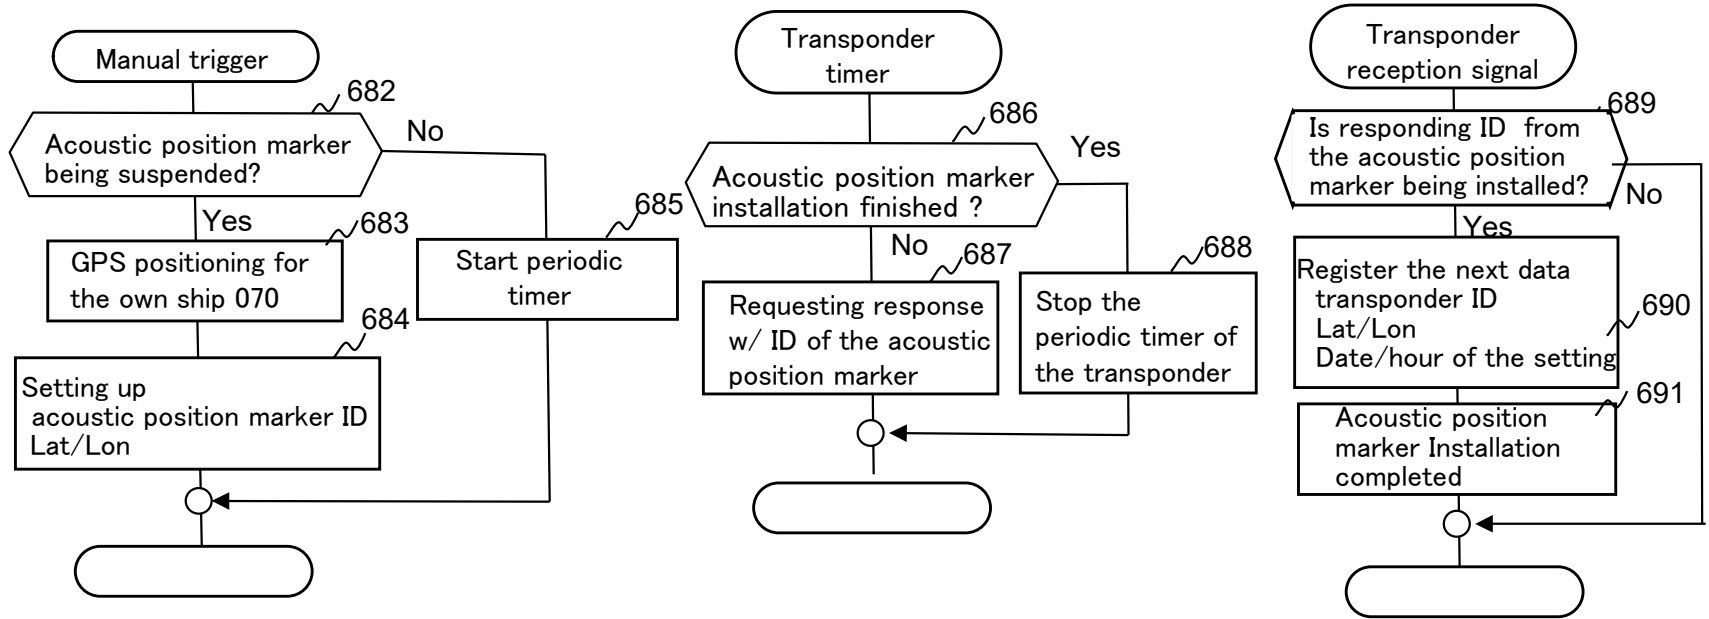 Manual trigger
682
Acoustic position marker
being suspended?
No
Yes
683
GPS positioning for
the own ship 070
685
Start periodic
timer
684
Setting up
acoustic position marker ID
Lat/Lon
Transponder
timer
686
Yes
Acoustic position marker
installation finished ?
No
687
Requesting response
w/ ID of the acoustic
position marker
688
Stop the
periodic timer of
the transponder
Transponder
reception signal
689
Is responding ID from
the acoustic position
marker being installed?
No
Yes
Register the next data
transponder ID
Lat/Lon
Date/hour of the setting
690
691
Acoustic position
marker Installation
completed